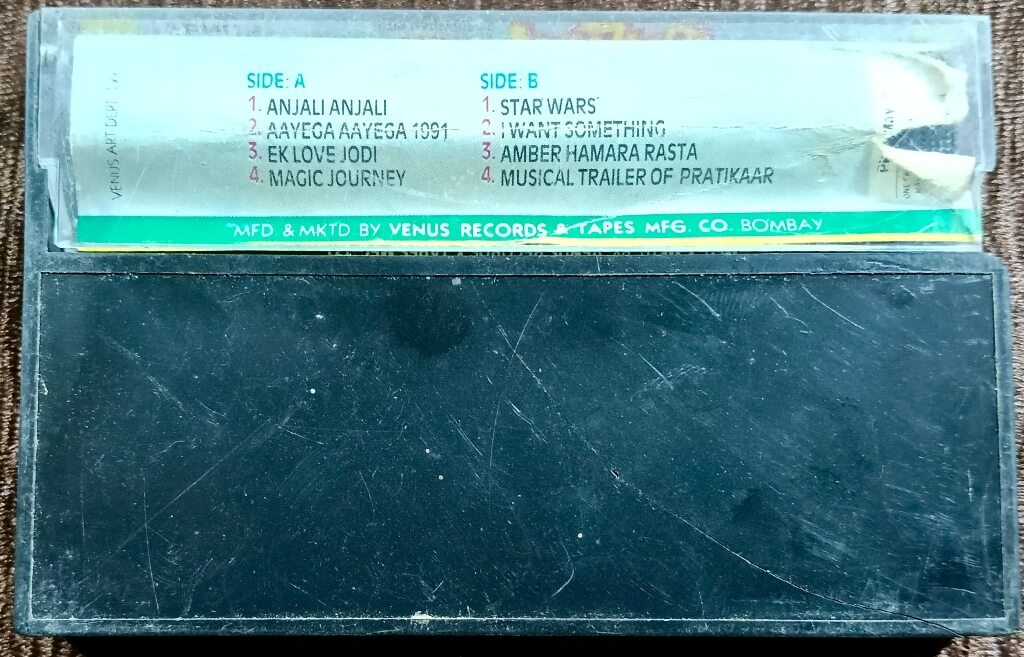 SIDE: A
1. ANJALI ANJALI
2. AAYEGA AAYEGA 1991
3. EK LOVE JODI
4. MAGIC JOURNEY
SIDE: B
1. STAR WARS
2. I WANT SOMETHING
3. AMBER HAMARA RASTA
4. MUSICAL TRAILER OF PRATIKAAR
MFD & MKTD BY VENUS RECORDS & TAPES MFG. CO. BOMBAY
VENUS ART DEPT.